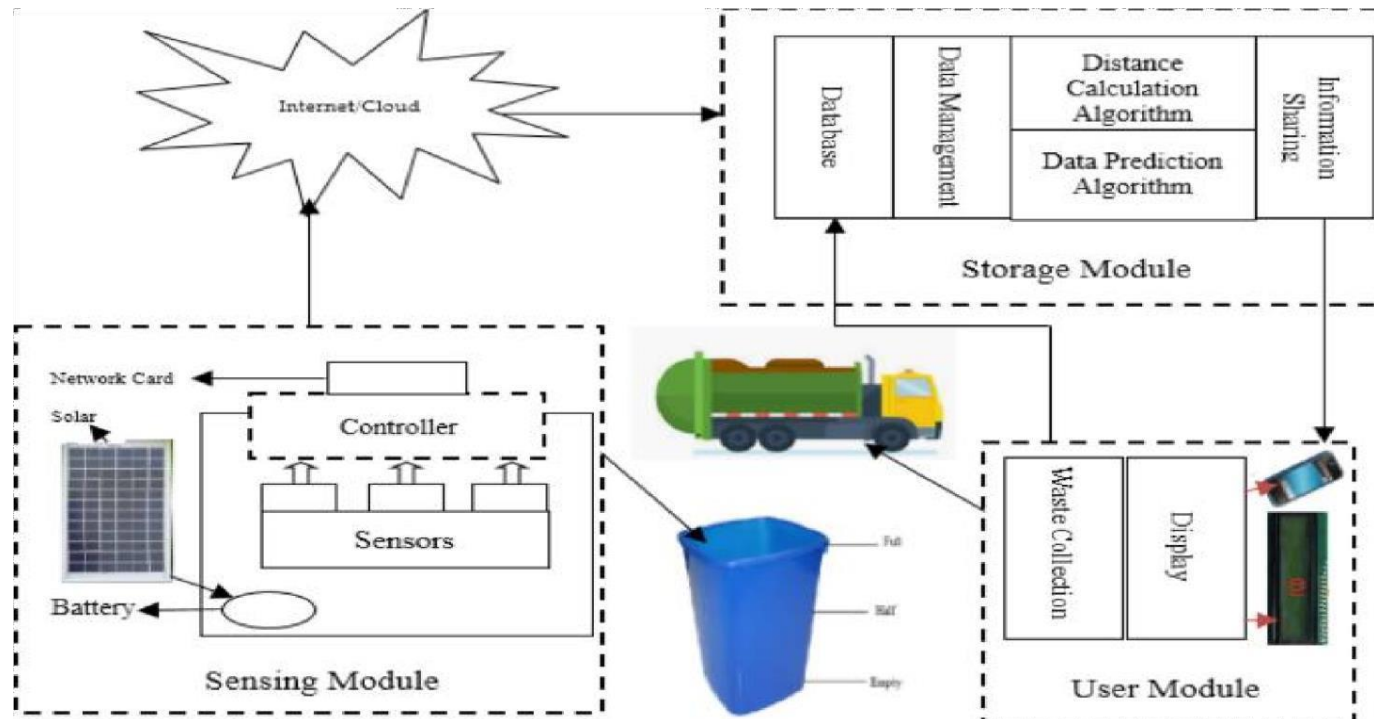 Internet/Cloud
Database
Data Management
Distance
Calculation
Algorithm
Data Prediction
Algorithm
Information
Sharing
Storage Module
Network Card
Solar
Controller
Sensors
Battery
Sensing Module
Full
Half
Empty
Waste Collection
Display
User Module